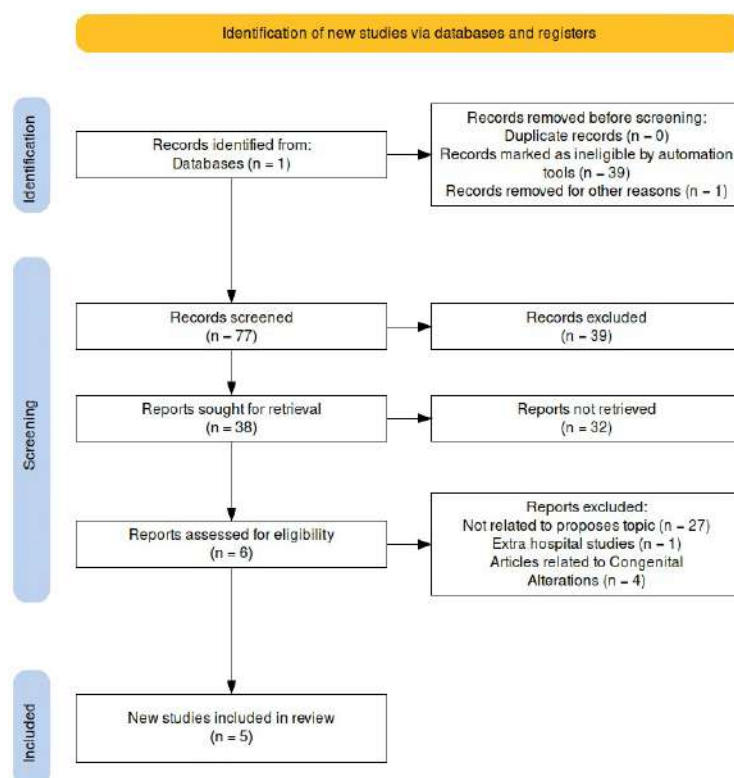 Identification of new studies via databases and registers
Identification
Records identified from:
Databases (n = 1)
Records removed before screening:
Duplicate records (n – 0)
Records marked as ineligible by automation
tools (n – 39)
Records removed for other reasons (n – 1)
Screening
Records screened
(n – 77)
Records excluded
(n – 39)
Reports sought for retrieval
(n = 38)
Reports not retrieved
(n = 32)
Reports assessed for eligibility
(n = 6)
Reports excluded:
Not related to proposes topic (n – 27)
Extra hospital studies (n – 1)
Articles related to Congenital
Alterations (n – 4)
Included
New studies included in review
(n = 5)